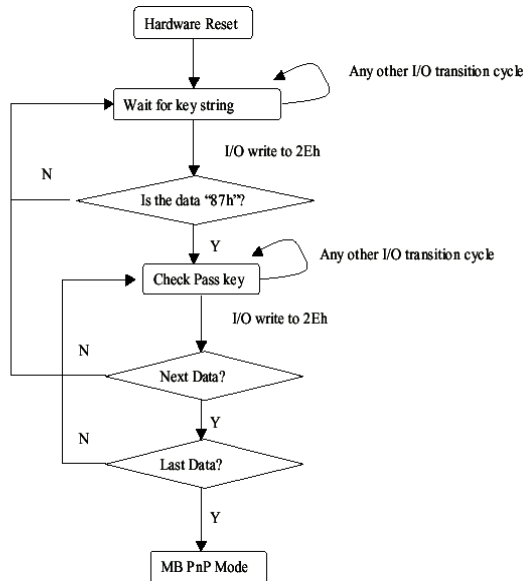 Hardware Reset
Any other I/O transition cycle
Wait for key string
I/O write to 2Eh
N
Is the data "87h"?
Y
Any other I/O transition cycle
Check Pass key
I/O write to 2Eh
N
Next Data?
Y
N
Last Data?
Y
MB PnP Mode